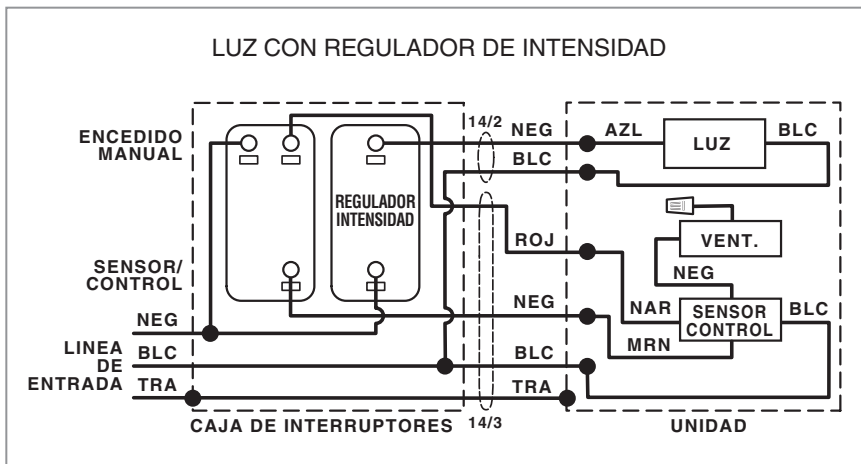 LUZ CON REGULADOR DE INTENSIDAD
ENCEDIDO
MANUAL
14/2
NEG
AZL
LUZ
BLC
BLC
REGULADOR
INTENSIDAD
ROJ
VENT.
NEG
SENSOR/
CONTROL
NEG
NAR
SENSOR
CONTROL
BLC
MRN
NEG
LINEA
DE
ENTRADA
BLC
BLC
TRA
TRA
CAJA DE INTERRUPTORES
14/3
UNIDAD